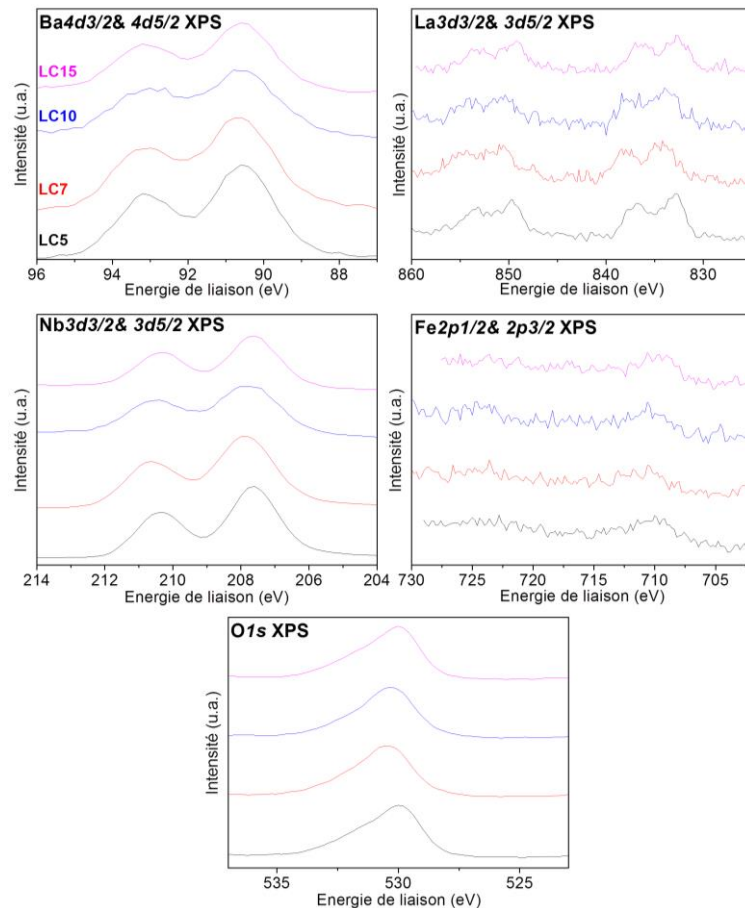 Ba4d3/2& 4d5/2 XPS
LC15
LC10
LC7
LC5
Intensité (u.a.)
96 94 92 90 88
Energie de liaison (eV)
La3d3/2& 3d5/2 XPS
Intensité (u.a.)
860 850 840 830
Energie de liaison (eV)
Nb3d3/2& 3d5/2 XPS
Intensité (u.a.)
214 212 210 208 206 204
Energie de liaison (eV)
Fe2p1/2& 2p3/2 XPS
Intensité (u.a.)
730 725 720 715 710 705
Energie de liaison (eV)
O1s XPS
Intensité (u.a.)
535 530 525
Energie de liaison (eV)